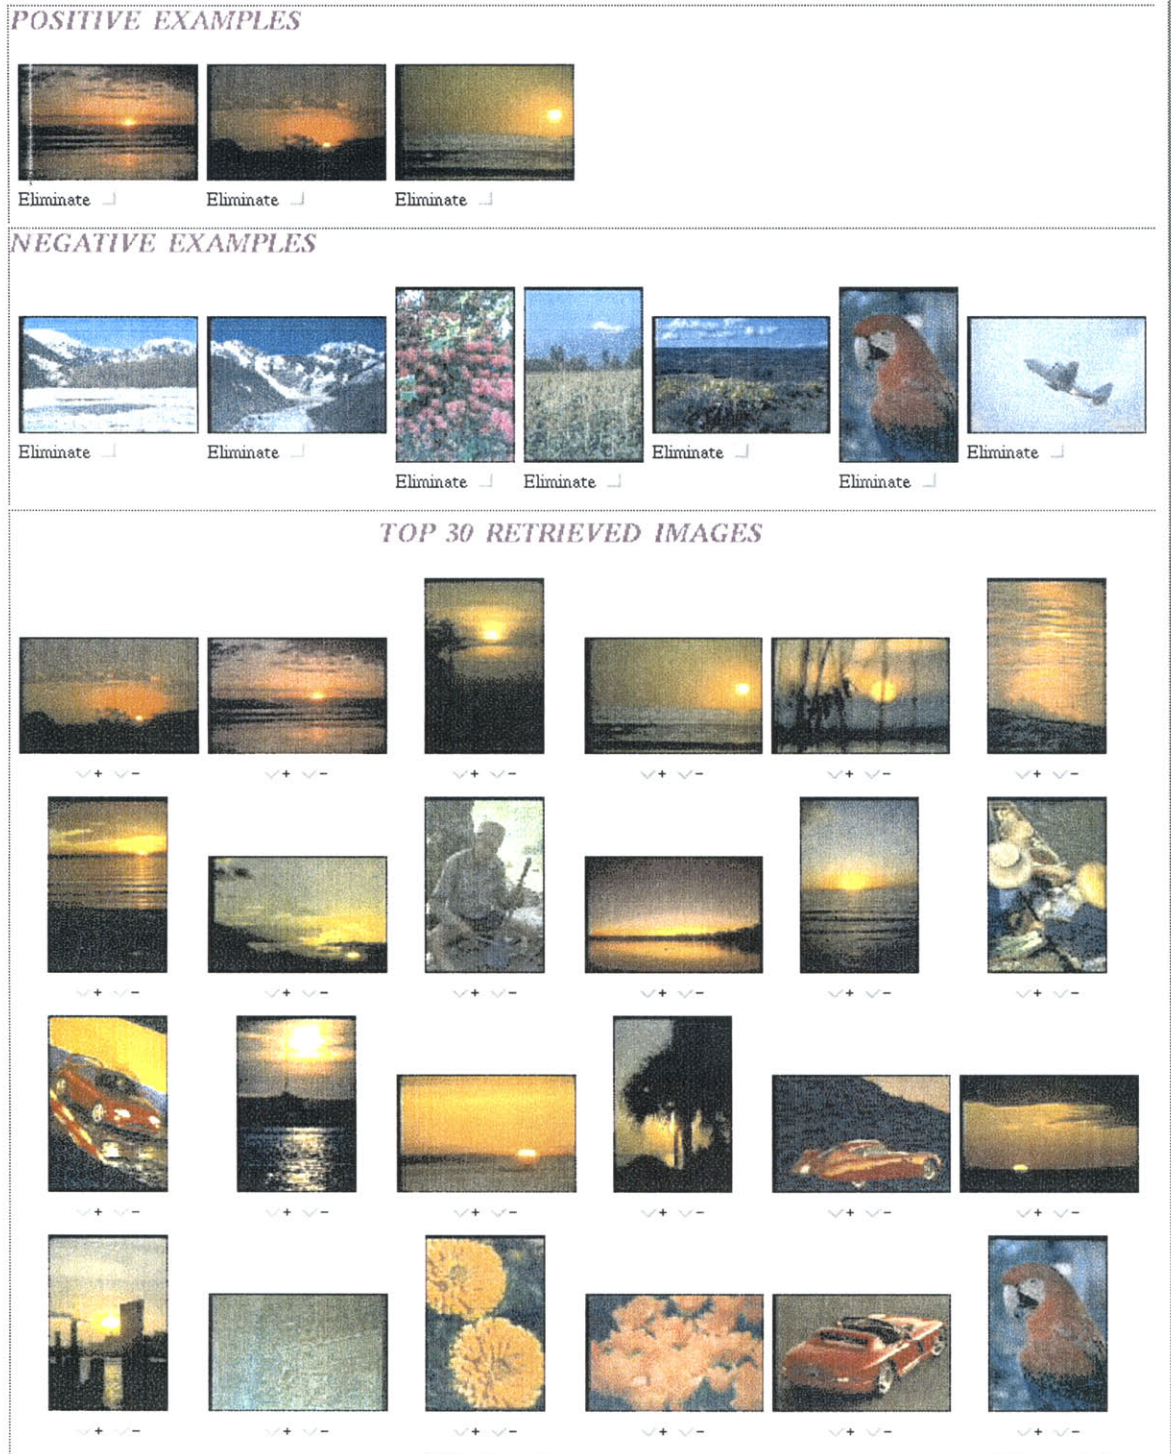 POSITIVE EXAMPLES
Eliminate Eliminate Eliminate
NEGATIVE EXAMPLES
Eliminate Eliminate Eliminate Eliminate Eliminate Eliminate Eliminate
TOP 30 RETRIEVED IMAGES
+ - + - + - + - + - + -
+ - + - + - + - + - + -
+ - + - + - + - + - + -
+ - + - + - + - + - + -